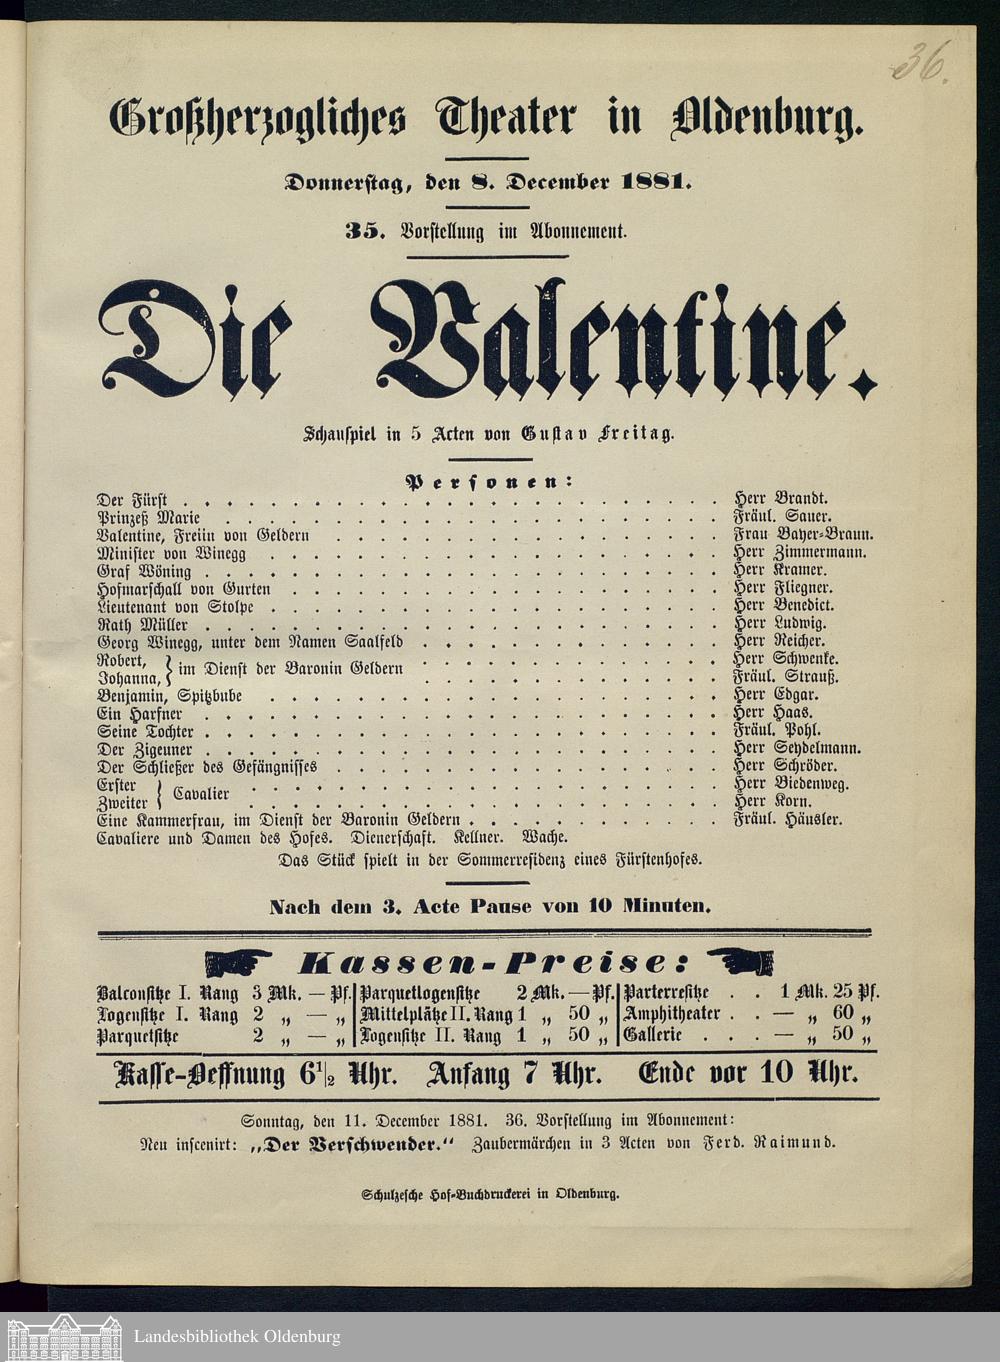 36.
Großherzogliches Theater in Oldenburg.
Donnerstag, den 8. December 1881.
35. Vorstellung im Abonnement.
Die Valentine.
Schauspiel in 5 Acten von Gustav Freitag.
Personen:
Der Fürst . . . . . . . . . . . . . . . . . . . . . . . . Herr Brandt.
Prinzeß Marie . . . . . . . . . . . . . . . . . . . . . . . Fräul. Sauer.
Valentine, Freiin von Geldern . . . . . . . . . . . . . . . . . . Frau Bayer-Braun.
Minister von Winegg . . . . . . . . . . . . . . . . . . . . . Herr Zimmermann.
Graf Wöning . . . . . . . . . . . . . . . . . . . . . . . . Herr Kramer.
Hofmarschall von Gurten . . . . . . . . . . . . . . . . . . . . Herr Fliegner.
Lieutenant von Stolpe . . . . . . . . . . . . . . . . . . . . . Herr Benedict.
Rath Müller . . . . . . . . . . . . . . . . . . . . . . . . Herr Ludwig.
Georg Winegg, unter dem Namen Saalfeld . . . . . . . . . . . . . . Herr Reicher.
Robert, } im Dienst der Baronin Geldern . . . . . . . . . . . . . . Herr Schwenke.
Johanna, } . . . . . . . . . . . . . . Fräul. Strauß.
Benjamin, Spitzbube . . . . . . . . . . . . . . . . . . . . . Herr Edgar.
Ein Harfner . . . . . . . . . . . . . . . . . . . . . . . . Herr Haas.
Seine Tochter . . . . . . . . . . . . . . . . . . . . . . . . Fräul. Pohl.
Der Zigeuner . . . . . . . . . . . . . . . . . . . . . . . . Herr Seydelmann.
Der Schließer des Gefängnisses . . . . . . . . . . . . . . . . . . Herr Schröder.
Erster } Cavalier . . . . . . . . . . . . . . . . . . . . . . Herr Biedenweg.
Zweiter } . . . . . . . . . . . . . . . . . . . . . . Herr Korn.
Eine Kammerfrau, im Dienst der Baronin Geldern . . . . . . . . . . . . Fräul. Häusler.
Cavaliere und Damen des Hofes. Dienerschaft. Kellner. Wache.
Das Stück spielt in der Sommerresidenz eines Fürstenhofes.
Nach dem 3. Acte Pause von 10 Minuten.
Kassen-Preise:
Balconsitze I. Rang 3 Mk. — Pf. Parquetlogensitze 2 Mk. — Pf. Parterresitze . . 1 Mk. 25 Pf.
Logensitze I. Rang 2 „ — „ Mittelplätze II. Rang 1 „ 50 „ Amphitheater . . — „ 60 „
Parquetsitze 2 „ — „ Logensitze II. Rang 1 „ 50 „ Gallerie . . . — „ 50 „
Kasse-Oeffnung 6 1/2 Uhr. Anfang 7 Uhr. Ende vor 10 Uhr.
Sonntag, den 11. December 1881. 36. Vorstellung im Abonnement:
Neu inscenirt: „Der Verschwender.“ Zaubermärchen in 3 Acten von Ferd. Raimund.
Schulzesche Hof-Buchdruckerei in Oldenburg.
Landesbibliothek Oldenburg